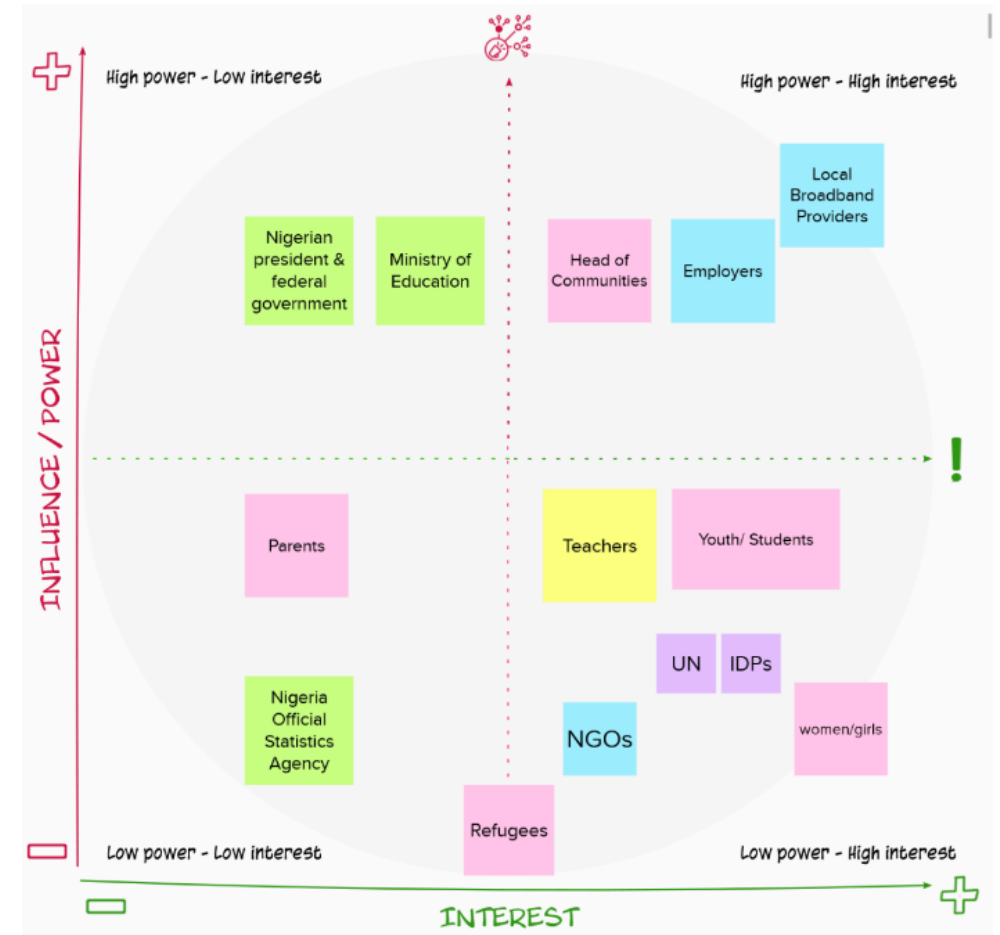 High power - Low interest
High power - High interest
Local
Broadband
Providers
Nigerian
president &
federal
government
Ministry of
Education
Head of
Communities
Employers
INFLUENCE / POWER
!
Parents
Teachers
Youth/ Students
UN
IDPs
Nigeria
Official
Statistics
Agency
NGOs
women/girls
Refugees
Low power - Low interest
Low power - High interest
INTEREST